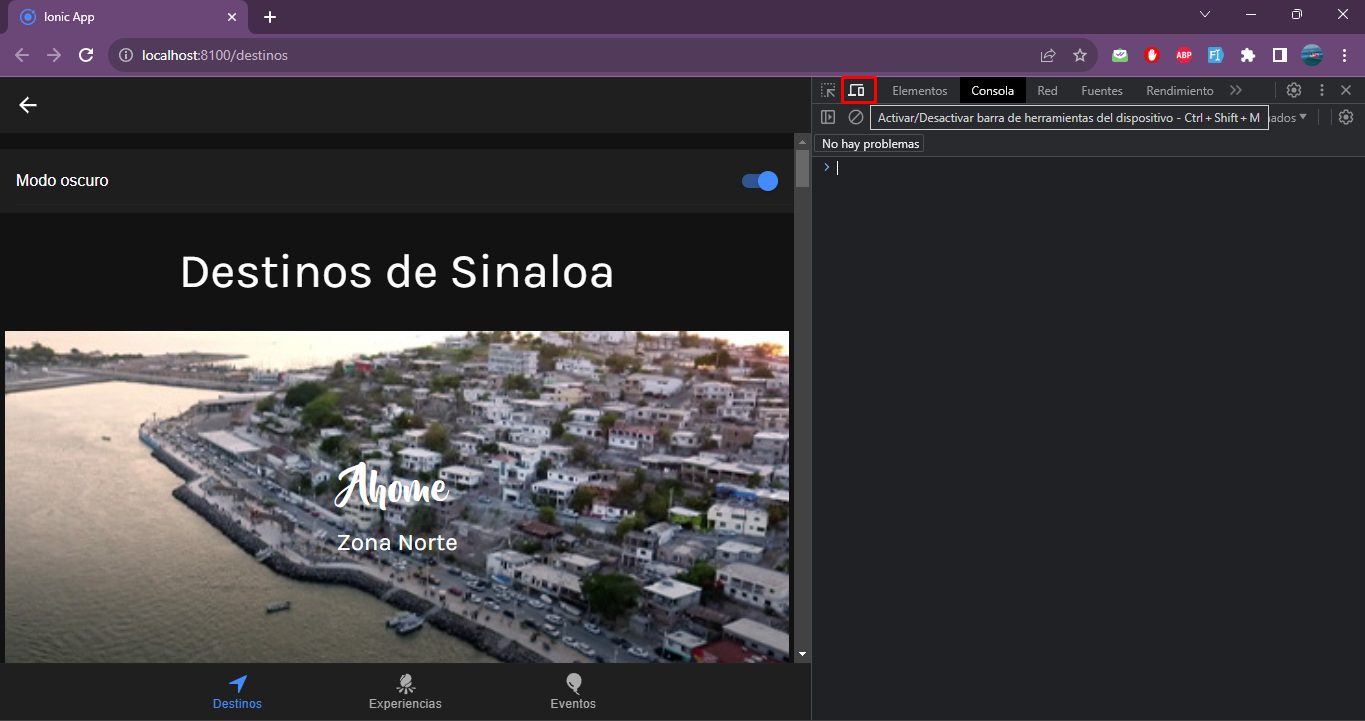 Ionic App
localhost:8100/destinos
ABP
Elementos
Consola
Red
Fuentes
Rendimiento
Activar/Desactivar barra de herramientas del dispositivo - Ctrl + Shift + M
ados
No hay problemas
Modo oscuro
Destinos de Sinaloa
Ahome
Zona Norte
Destinos
Experiencias
Eventos